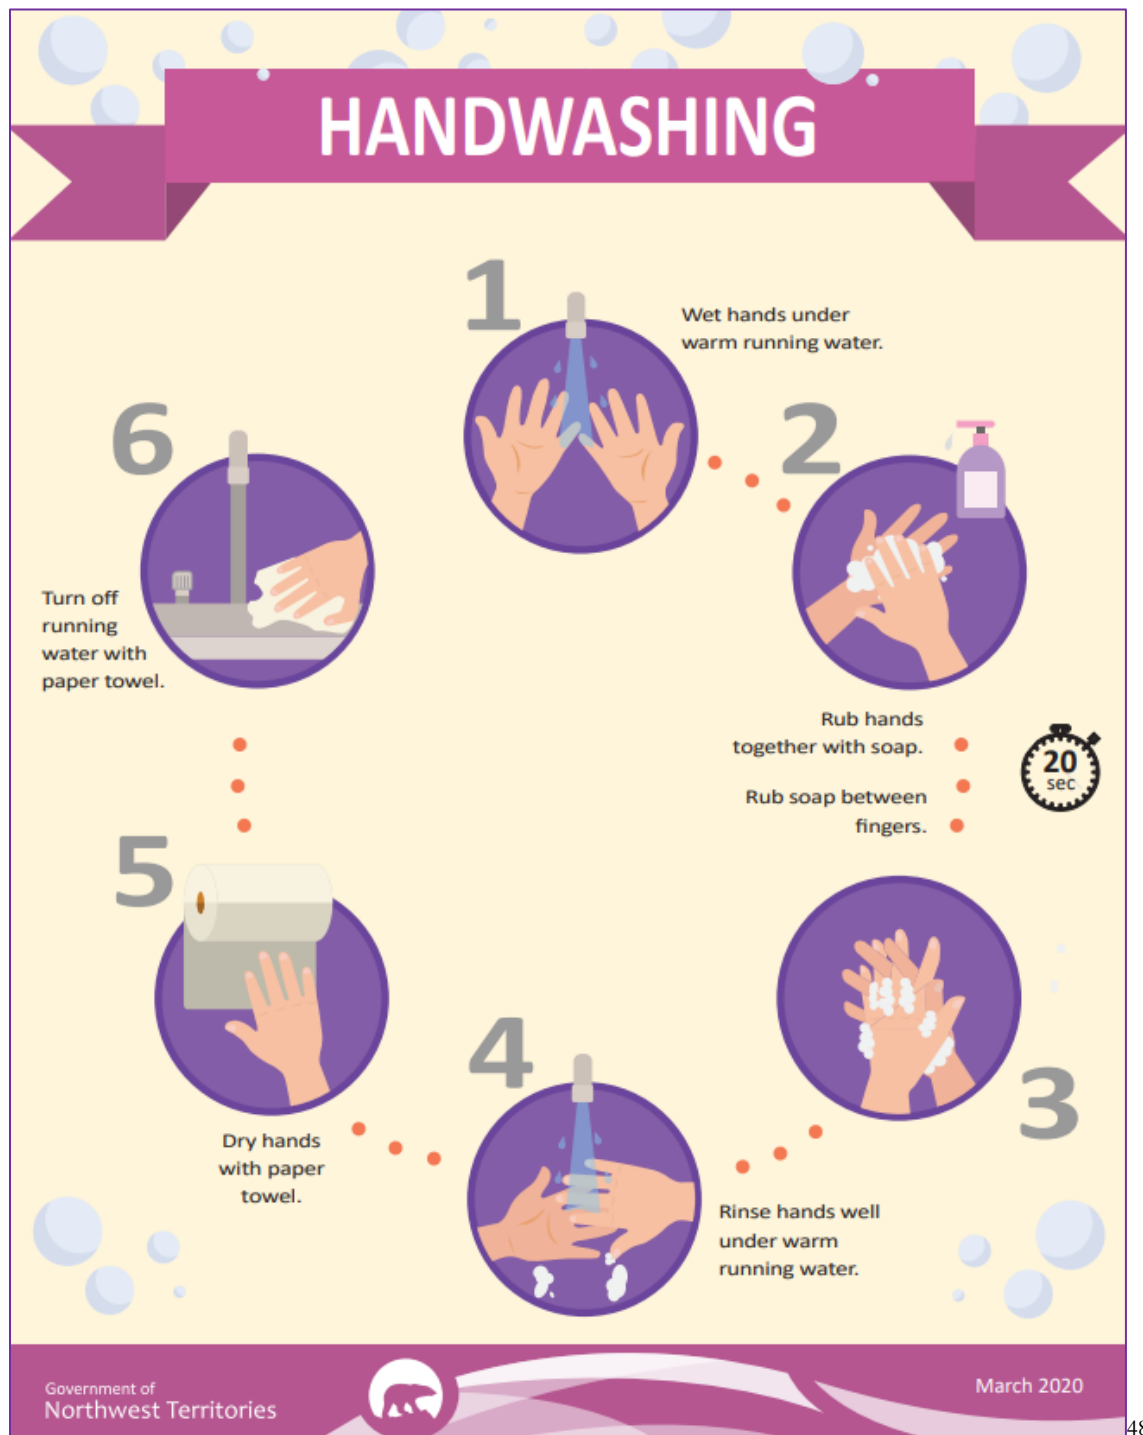 HANDWASHING
1
Wet hands under
warm running water.
2
Rub hands
together with soap.
Rub soap between
fingers.
20
sec
3
4
Rinse hands well
under warm
running water.
5
Dry hands
with paper
towel.
6
Turn off
running
water with
paper towel.
Government of
Northwest Territories
March 2020
48